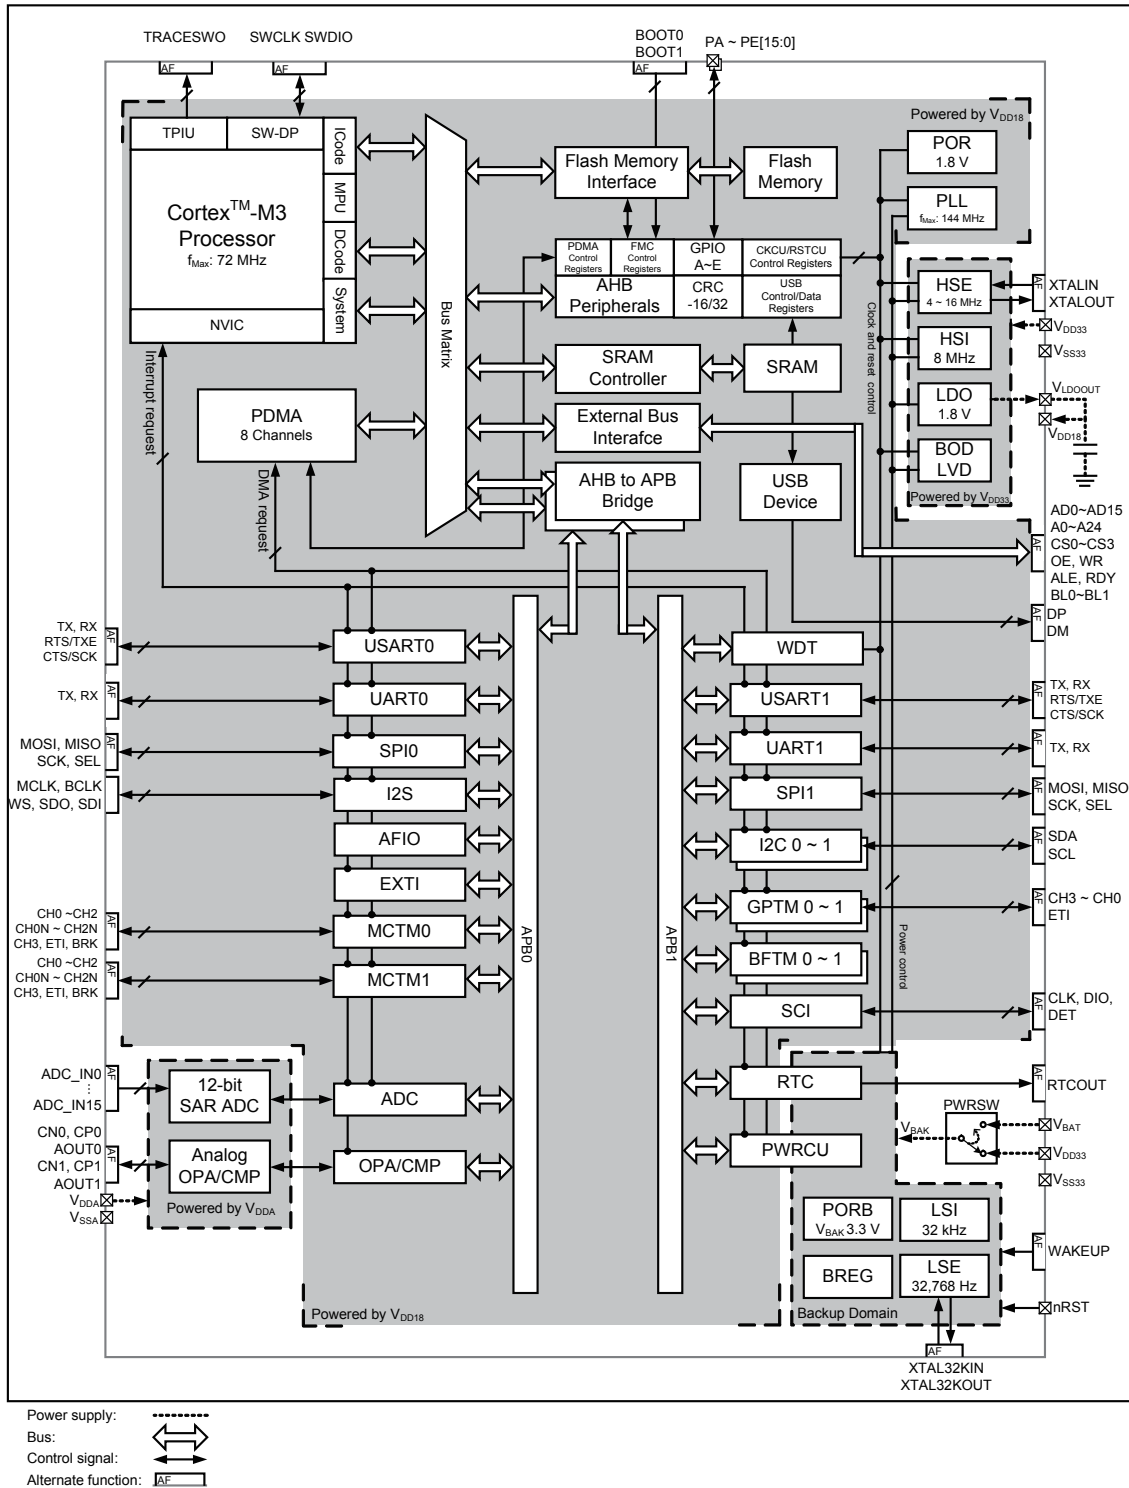 TRACESWO
SWCLK SWDIO
BOOT0
BOOT1
PA ~ PE[15:0]
AF
AF
AF
Powered by VDD18
TPIU
SW-DP
ICode
MPU
DCode
System
Cortex™-M3
Processor
fMax: 72 MHz
NVIC
Bus Matrix
Flash Memory
Interface
Flash
Memory
POR
1.8 V
PLL
fMax: 144 MHz
PDMA
Control
Registers
FMC
Control
Registers
GPIO
A~E
CKCU/RSTCU
Control Registers
AHB
Peripherals
CRC
-16/32
USB
Control/Data
Registers
HSE
4 ~ 16 MHz
AF
XTALIN
XTALOUT
VDD33
VSS33
HSI
8 MHz
Clock and reset control
Interrupt request
SRAM
Controller
SRAM
LDO
1.8 V
VLDOOUT
VDD18
PDMA
8 Channels
External Bus
Interafce
BOD
LVD
Powered by VDD33
DMA request
AHB to APB
Bridge
USB
Device
AF
AD0~AD15
A0~A24
CS0~CS3
OE, WR
ALE, RDY
BL0~BL1
AF
DP
DM
TX, RX
RTS/TXE
CTS/SCK
AF
USART0
WDT
TX, RX
AF
UART0
USART1
AF
TX, RX
RTS/TXE
CTS/SCK
MOSI, MISO
SCK, SEL
AF
SPI0
UART1
AF
TX, RX
MCLK, BCLK
WS, SDO, SDI
AF
I2S
SPI1
AF
MOSI, MISO
SCK, SEL
AFIO
I2C 0 ~ 1
AF
SDA
SCL
EXTI
GPTM 0 ~ 1
AF
CH3 ~ CH0
ETI
CH0 ~CH2
CH0N ~ CH2N
CH3, ETI, BRK
AF
MCTM0
APB0
APB1
BFTM 0 ~ 1
Power control
CH0 ~CH2
CH0N ~ CH2N
CH3, ETI, BRK
AF
MCTM1
SCI
AF
CLK, DIO,
DET
ADC_IN0
⋮
ADC_IN15
AF
12-bit
SAR ADC
ADC
RTC
AF
RTCOUT
PWRSW
VBAK
VBAT
VDD33
VSS33
CN0, CP0
AOUT0
CN1, CP1
AOUT1
AF
Analog
OPA/CMP
OPA/CMP
PWRCU
VDDA
VSSA
Powered by VDDA
PORB
VBAK 3.3 V
LSI
32 kHz
AF
WAKEUP
BREG
LSE
32,768 Hz
nRST
Powered by VDD18
Backup Domain
AF
XTAL32KIN
XTAL32KOUT
Power supply:
Bus:
Control signal:
Alternate function:
AF